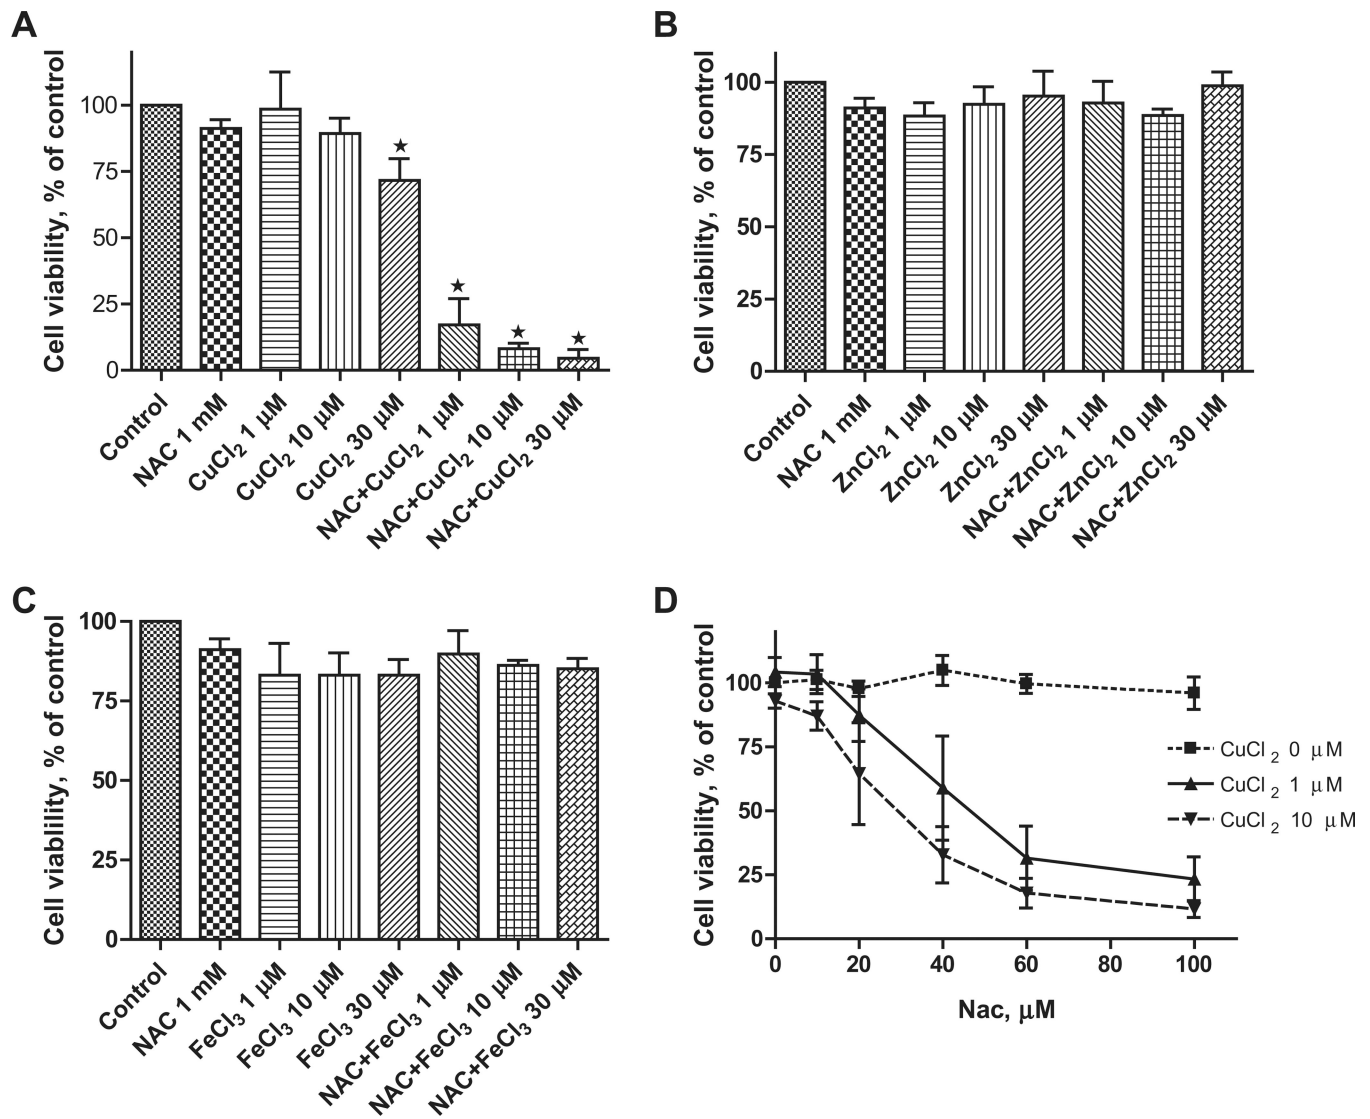 A
Cell viability, % of control
100
75
50
25
0
Control
NAC 1 mM
CuCl2 1 μM
CuCl2 10 μM
CuCl2 30 μM
NAC+CuCl2 1 μM
NAC+CuCl2 10 μM
NAC+CuCl2 30 μM
B
Cell viability, % of control
100
75
50
25
0
Control
NAC 1 mM
ZnCl2 1 μM
ZnCl2 10 μM
ZnCl2 30 μM
NAC+ZnCl2 1 μM
NAC+ZnCl2 10 μM
NAC+ZnCl2 30 μM
C
Cell viablility, % of control
100
75
50
25
0
Control
NAC 1 mM
FeCl3 1 μM
FeCl3 10 μM
FeCl3 30 μM
NAC+FeCl3 1 μM
NAC+FeCl3 10 μM
NAC+FeCl3 30 μM
D
Cell viability, % of control
100
75
50
25
0
0 20 40 60 80 100
Nac, μM
CuCl 2 0 μM
CuCl 2 1 μM
CuCl 2 10 μM